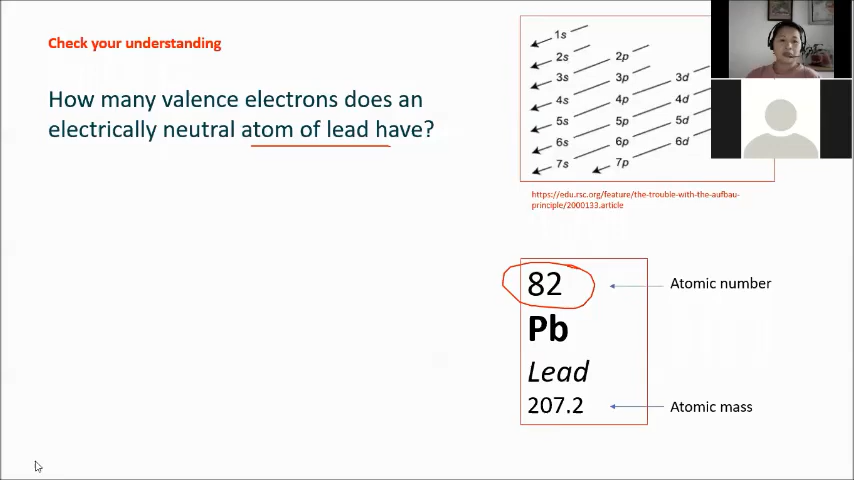 Check your understanding
How many valence electrons does an
electrically neutral atom of lead have?
1s
2s 2p
3s 3p 3d
4s 4p 4d
5s 5p 5d
6s 6p 6d
7s 7p
https://edu.rsc.org/feature/the-trouble-with-the-aufbau-
principle/2000133.article
82
Atomic number
Pb
Lead
207.2
Atomic mass